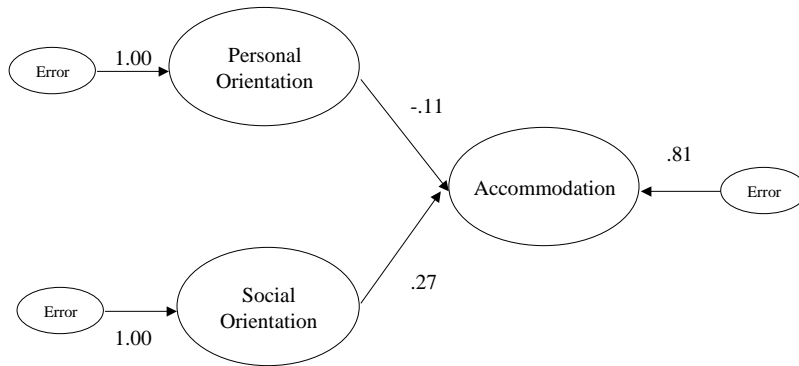 1.00
Personal
Orientation
Error
-.11
.81
Accommodation
Error
.27
Social
Orientation
Error
1.00